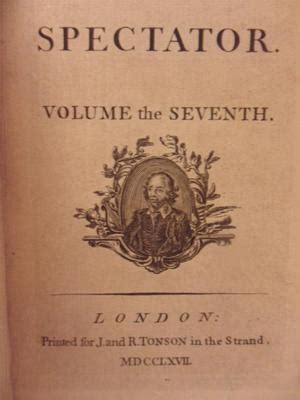 SPECTATOR.
VOLUME the SEVENTH.
LONDON:
Printed for J. and R. TONSON in the Strand.
MDCCLXVII.